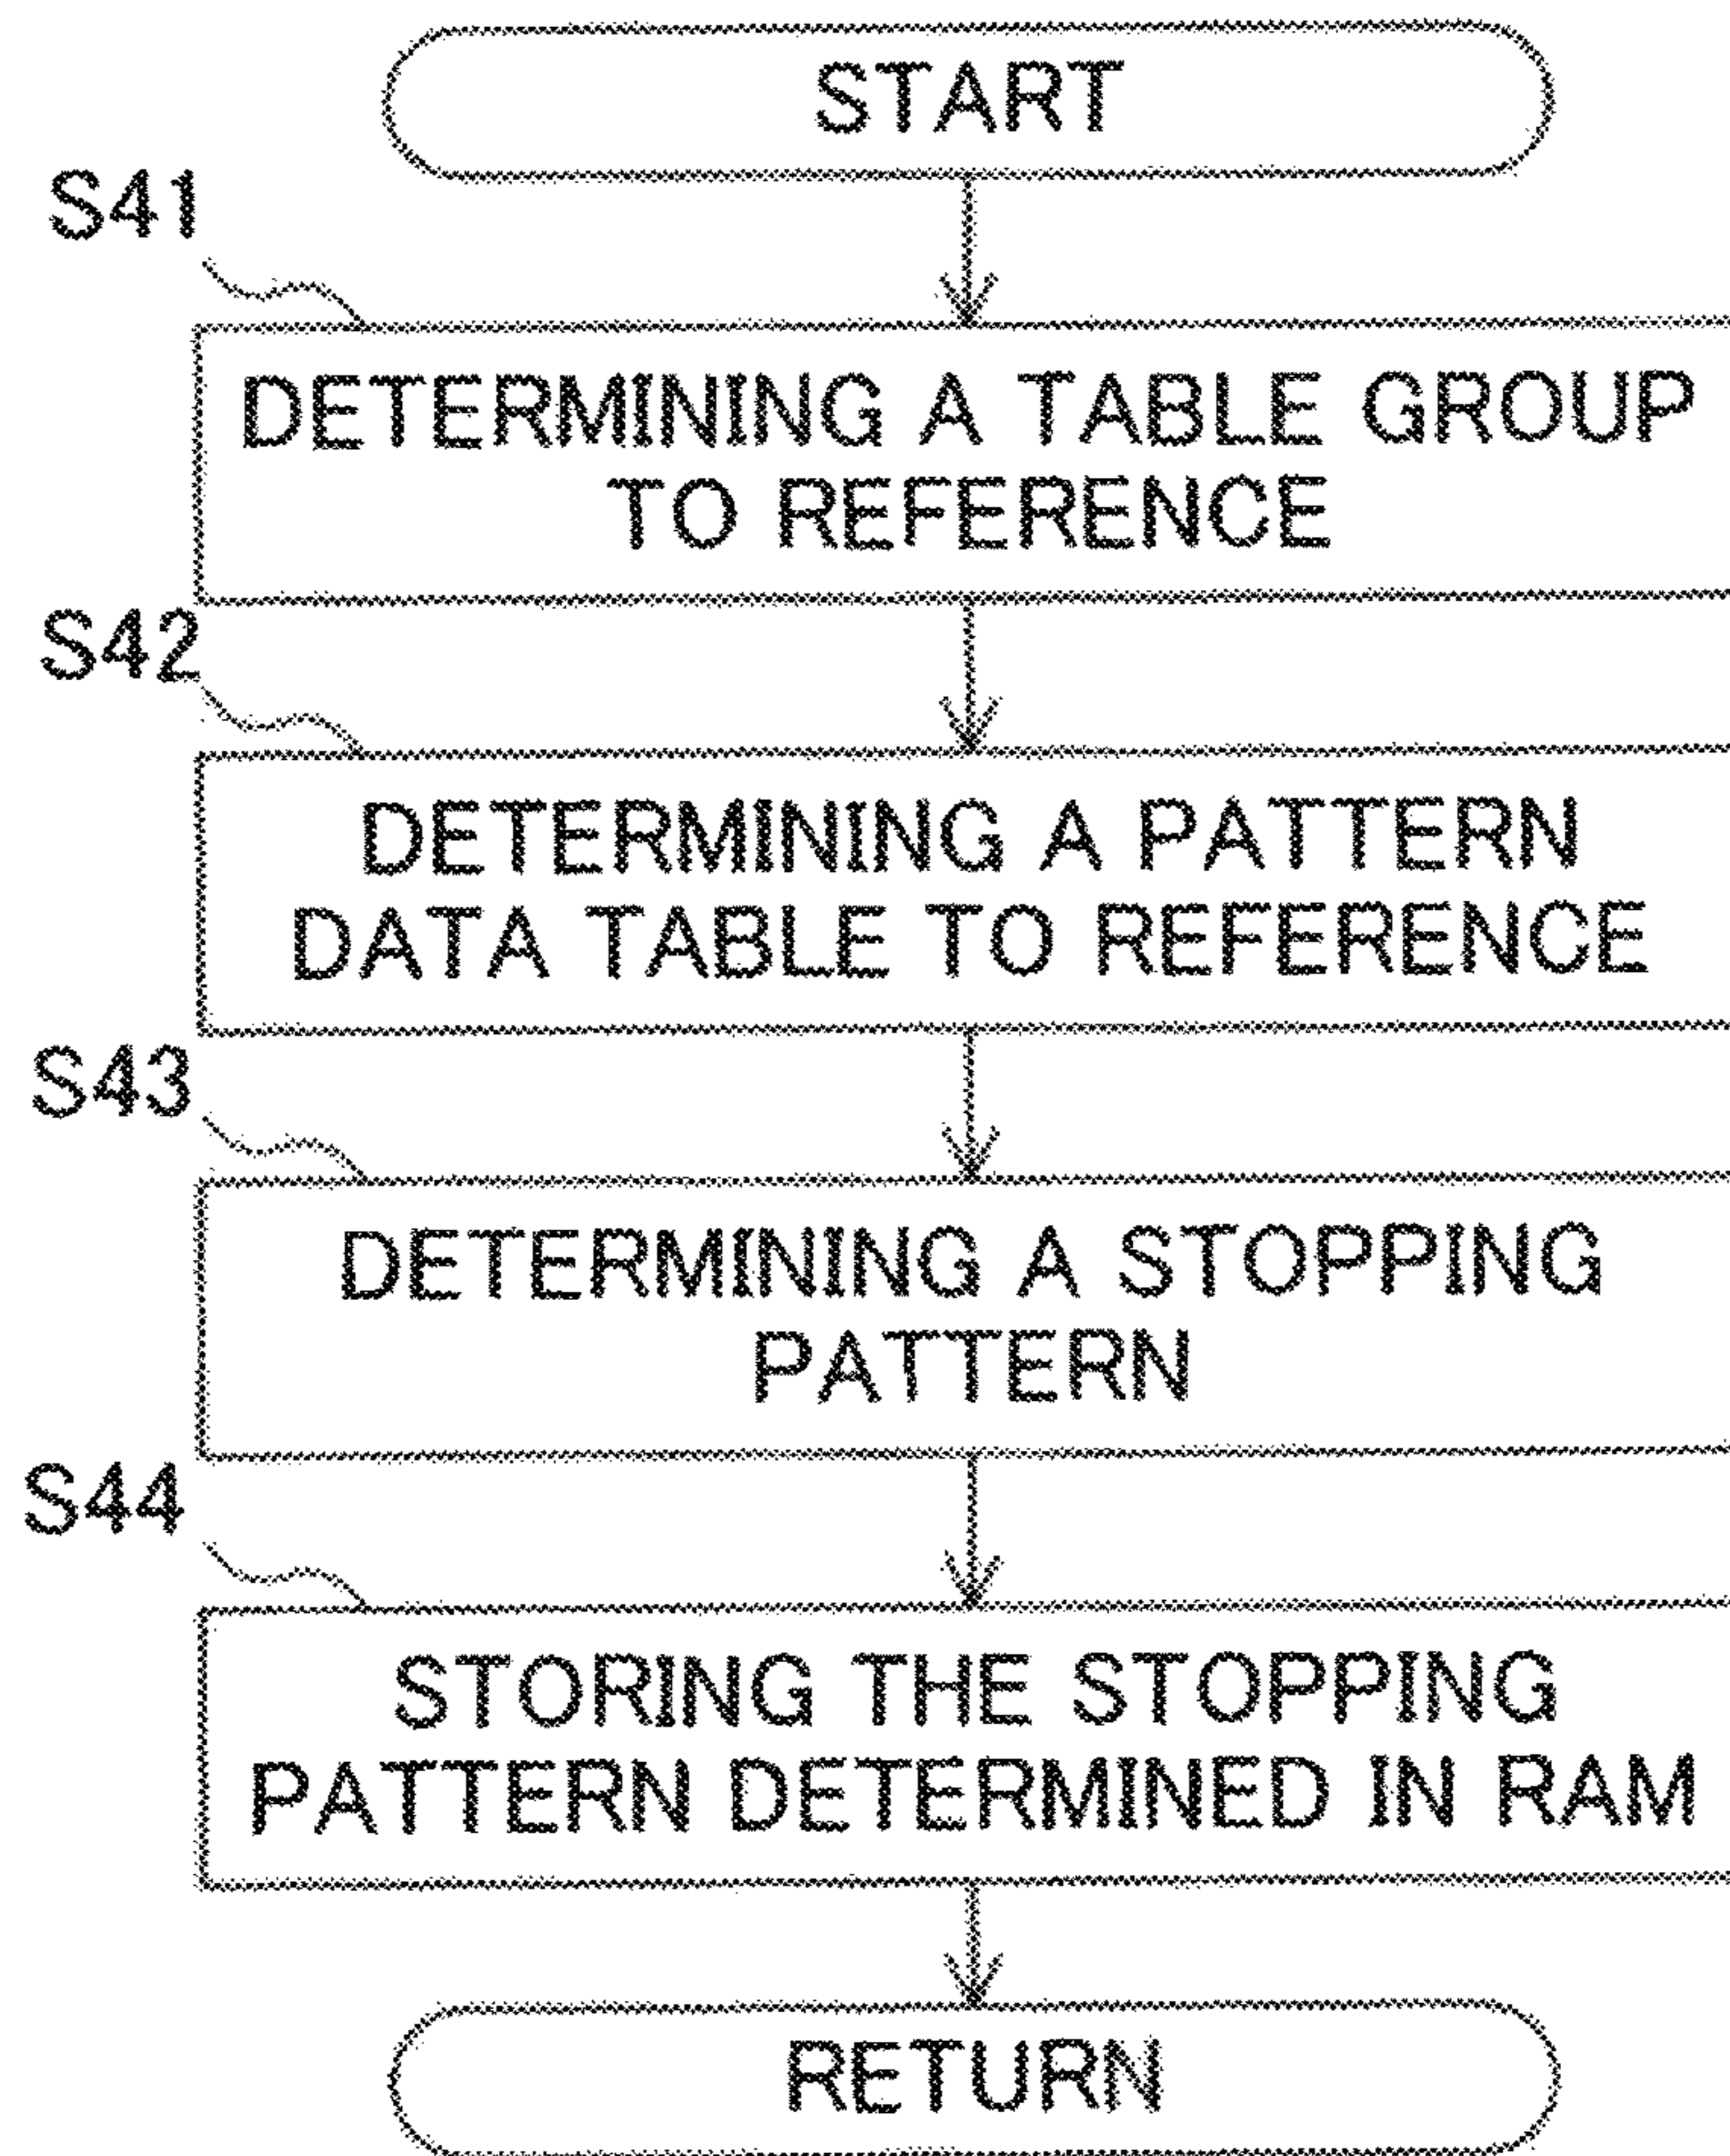 START
S41
DETERMINING A TABLE GROUP
TO REFERENCE
S42
DETERMINING A PATTERN
DATA TABLE TO REFERENCE
S43
DETERMINING A STOPPING
PATTERN
S44
STORING THE STOPPING
PATTERN DETERMINED IN RAM
RETURN